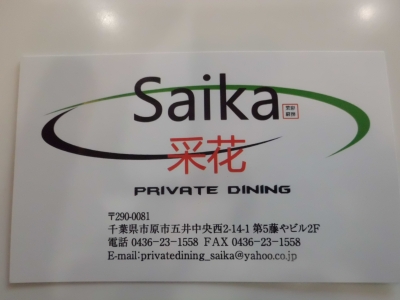 Saika
采花
PRIVATE DINING
〒290-0081
千葉県市原市五井中央西2-14-1 第5藤やビル2F
電話 0436-23-1558 FAX 0436-23-1558
E-mail:privatedining_saika@yahoo.co.jp